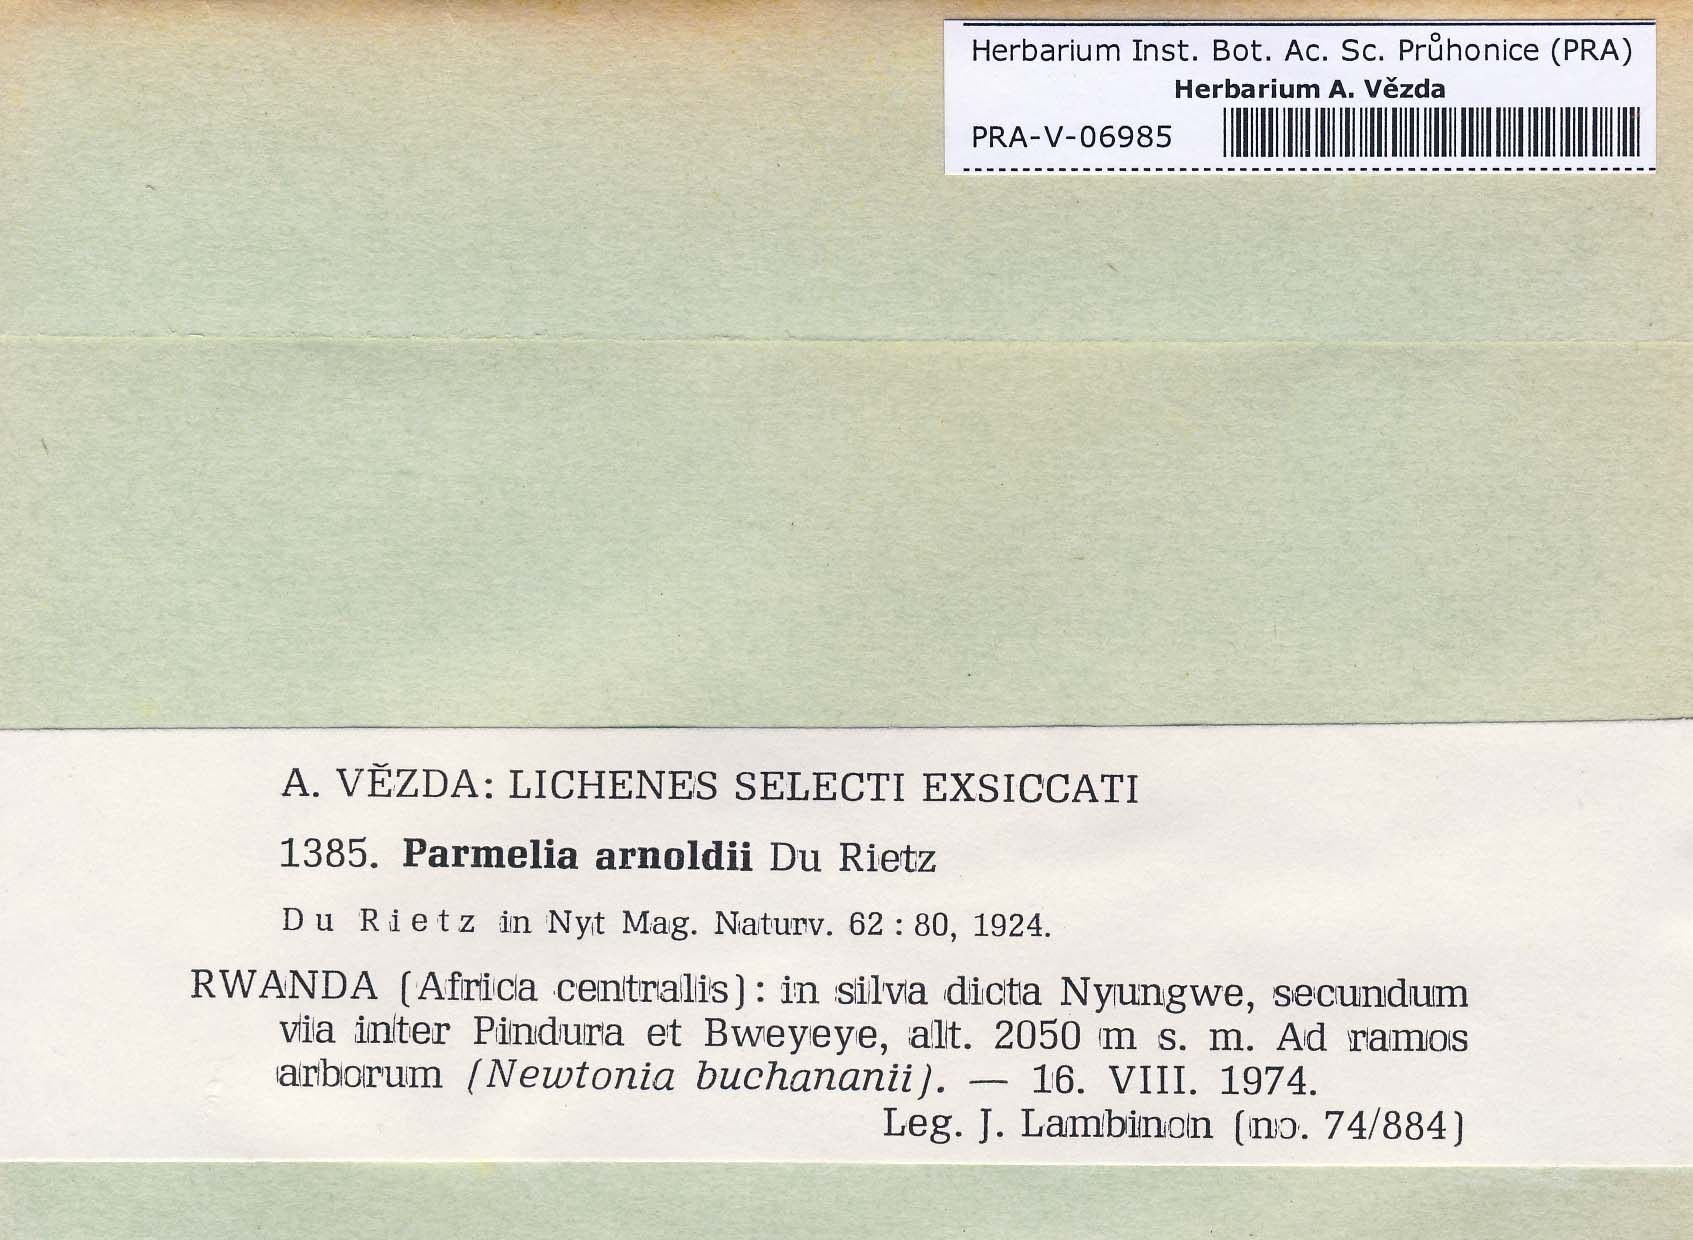 Herbarium Inst. Bot. Ac. Sc. Průhonice (PRA)
Herbarium A. Vězda
PRA-V-06985
A. VĚZDA: LICHENES SELECTI EXSICCATI
1385. Parmelia arnoldii Du Rietz
Du Rietz in Nyt Mag. Naturv. 62 : 80, 1924.
RWANDA (Africa centralis) : in silva dicta Nyungwe, secundum
via inter Pindura et Bweyeye, alt. 2050 m s. m. Ad ramos
arborum (Newtonia buchananii). — 16. VIII. 1974.
Leg. J. Lambinon (no. 74/884)